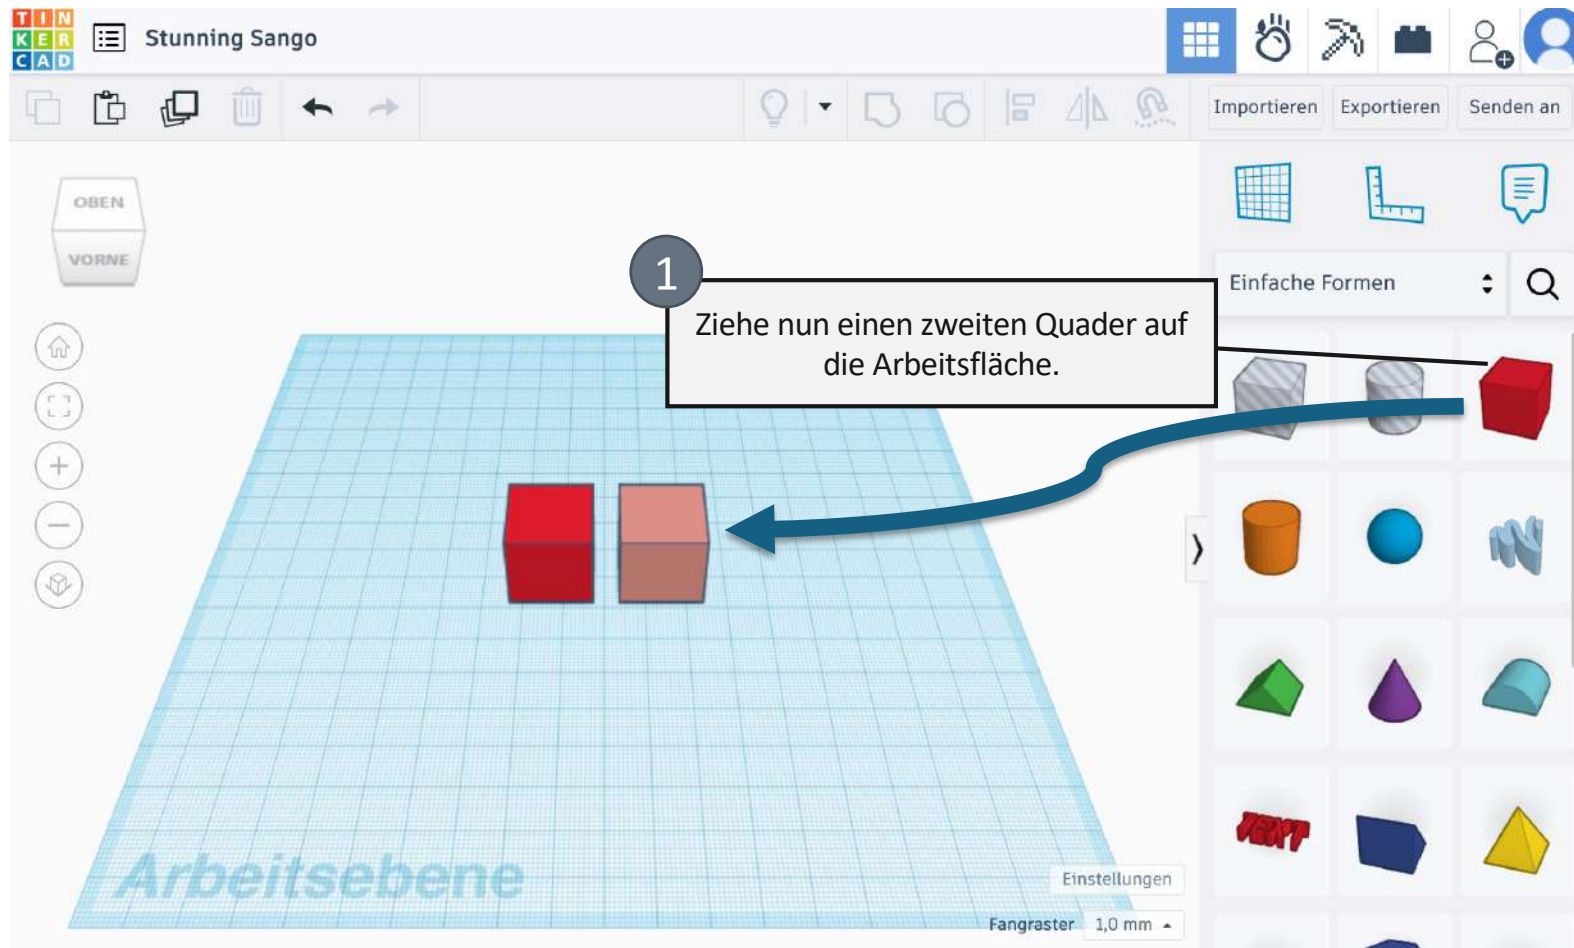 TIN
KER
CAD
Stunning Sango
Importieren
Exportieren
Senden an
OBEN
VORNE
1
Ziehe nun einen zweiten Quader auf
die Arbeitsfläche.
Einfache Formen
TEXT
Arbeitsebene
Einstellungen
Fangraster 1,0 mm